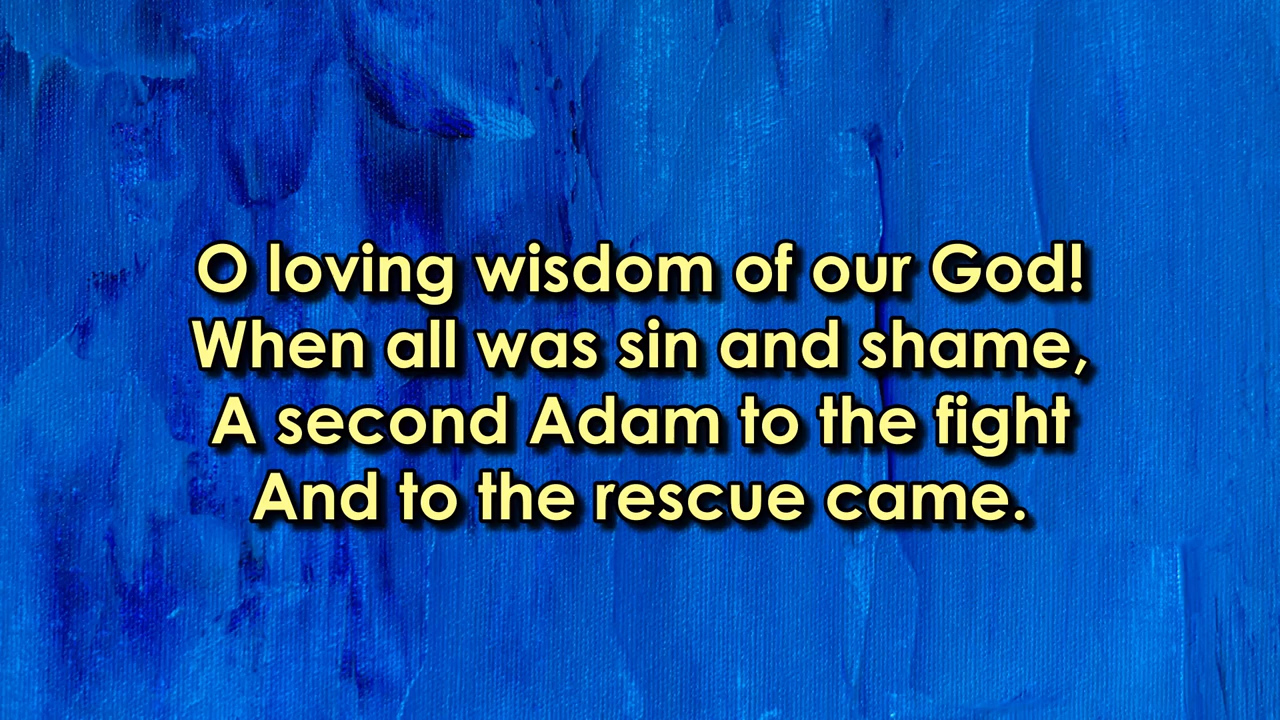 O loving wisdom of our God!
When all was sin and shame,
A second Adam to the fight
And to the rescue came.